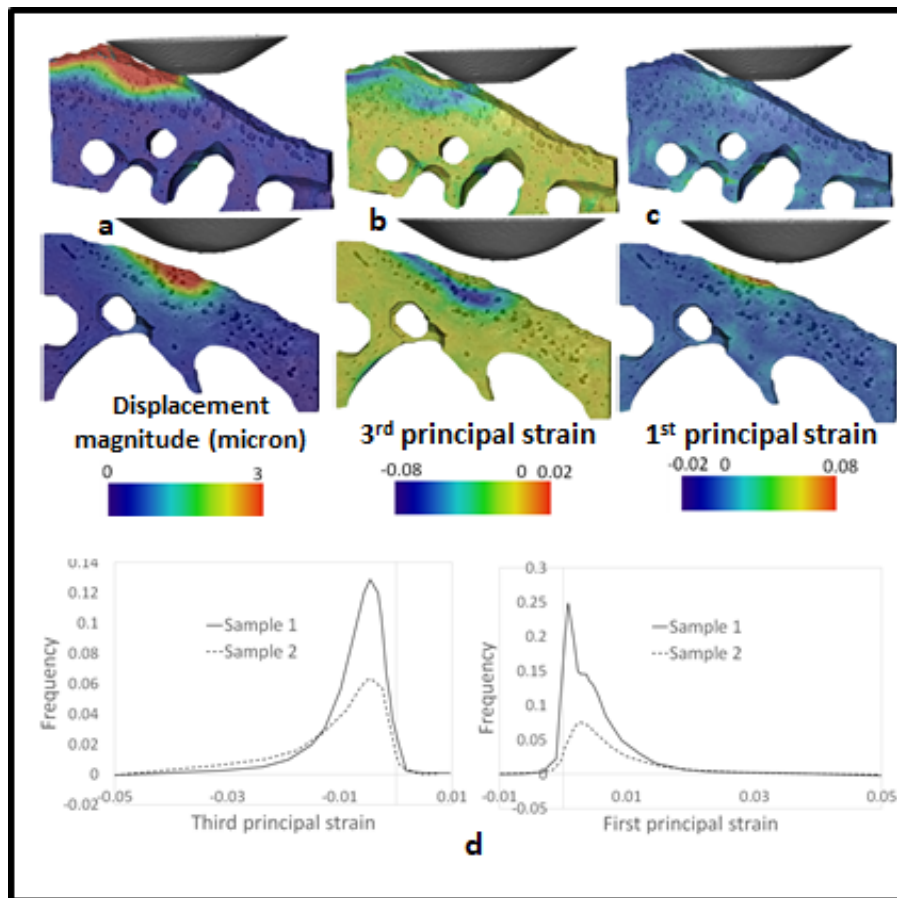 a
b
c
Displacement
magnitude (micron)
3rd principal strain
1st principal strain
0 3
-0.08 0 0.02
-0.02 0 0.08
0.14
0.12
0.1
0.08
0.06
0.04
0.02
0
-0.02
Frequency
Sample 1
Sample 2
-0.05 -0.03 -0.01 0.01
Third principal strain
0.3
0.25
0.2
0.15
0.1
0.05
0
-0.05
Frequency
Sample 1
Sample 2
-0.01 0.01 0.03 0.05
First principal strain
d